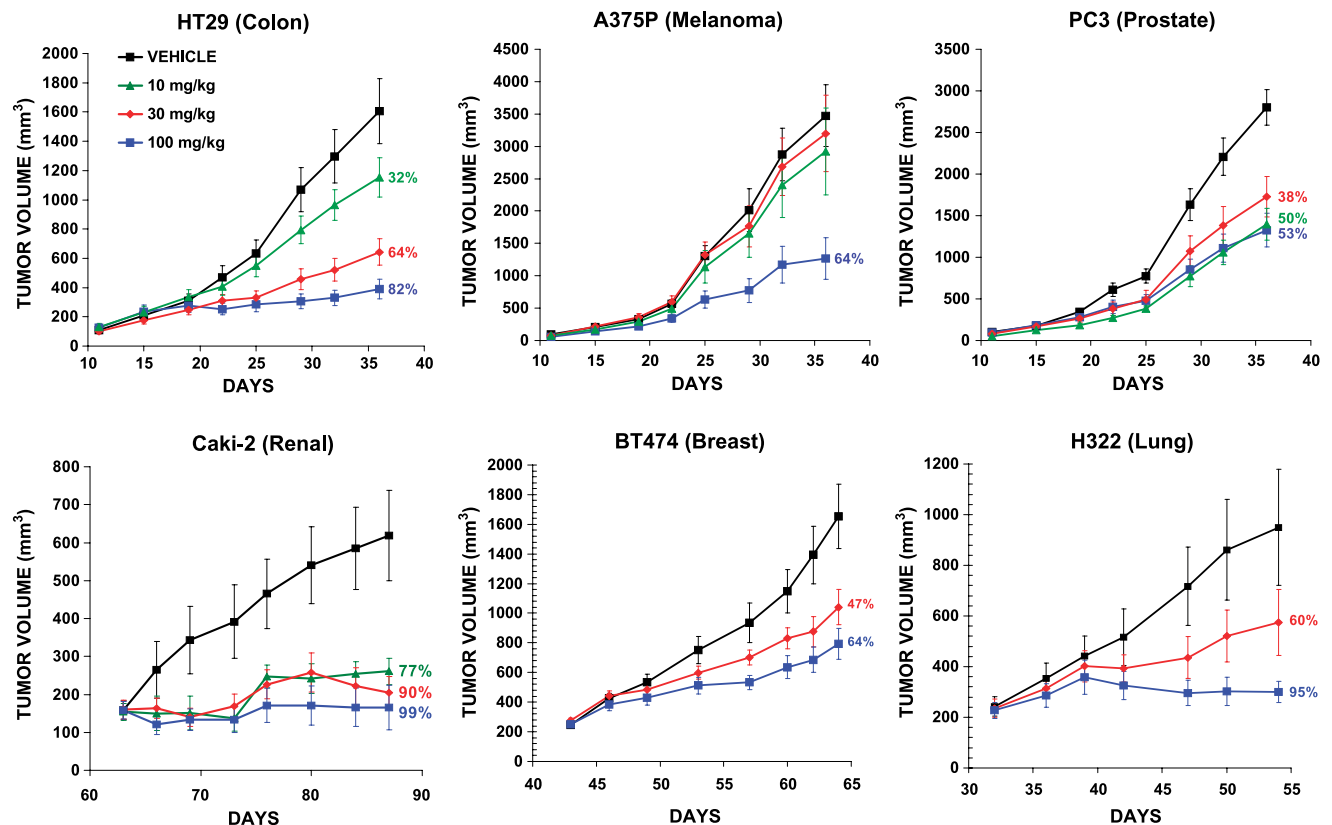 HT29 (Colon)
TUMOR VOLUME (mm3)
2000
1800
1600
1400
1200
1000
800
600
400
200
0
VEHICLE
10 mg/kg
30 mg/kg
100 mg/kg
32%
64%
82%
10 15 20 25 30 35 40
DAYS
A375P (Melanoma)
TUMOR VOLUME (mm3)
4500
4000
3500
3000
2500
2000
1500
1000
500
0
64%
10 15 20 25 30 35 40
DAYS
PC3 (Prostate)
TUMOR VOLUME (mm3)
3500
3000
2500
2000
1500
1000
500
0
38%
50%
53%
10 15 20 25 30 35 40
DAYS
Caki-2 (Renal)
TUMOR VOLUME (mm3)
800
700
600
500
400
300
200
100
0
77%
90%
99%
60 70 80 90
DAYS
BT474 (Breast)
TUMOR VOLUME (mm3)
2000
1800
1600
1400
1200
1000
800
600
400
200
0
47%
64%
40 45 50 55 60 65
DAYS
H322 (Lung)
TUMOR VOLUME (mm3)
1200
1000
800
600
400
200
0
60%
95%
30 35 40 45 50 55
DAYS